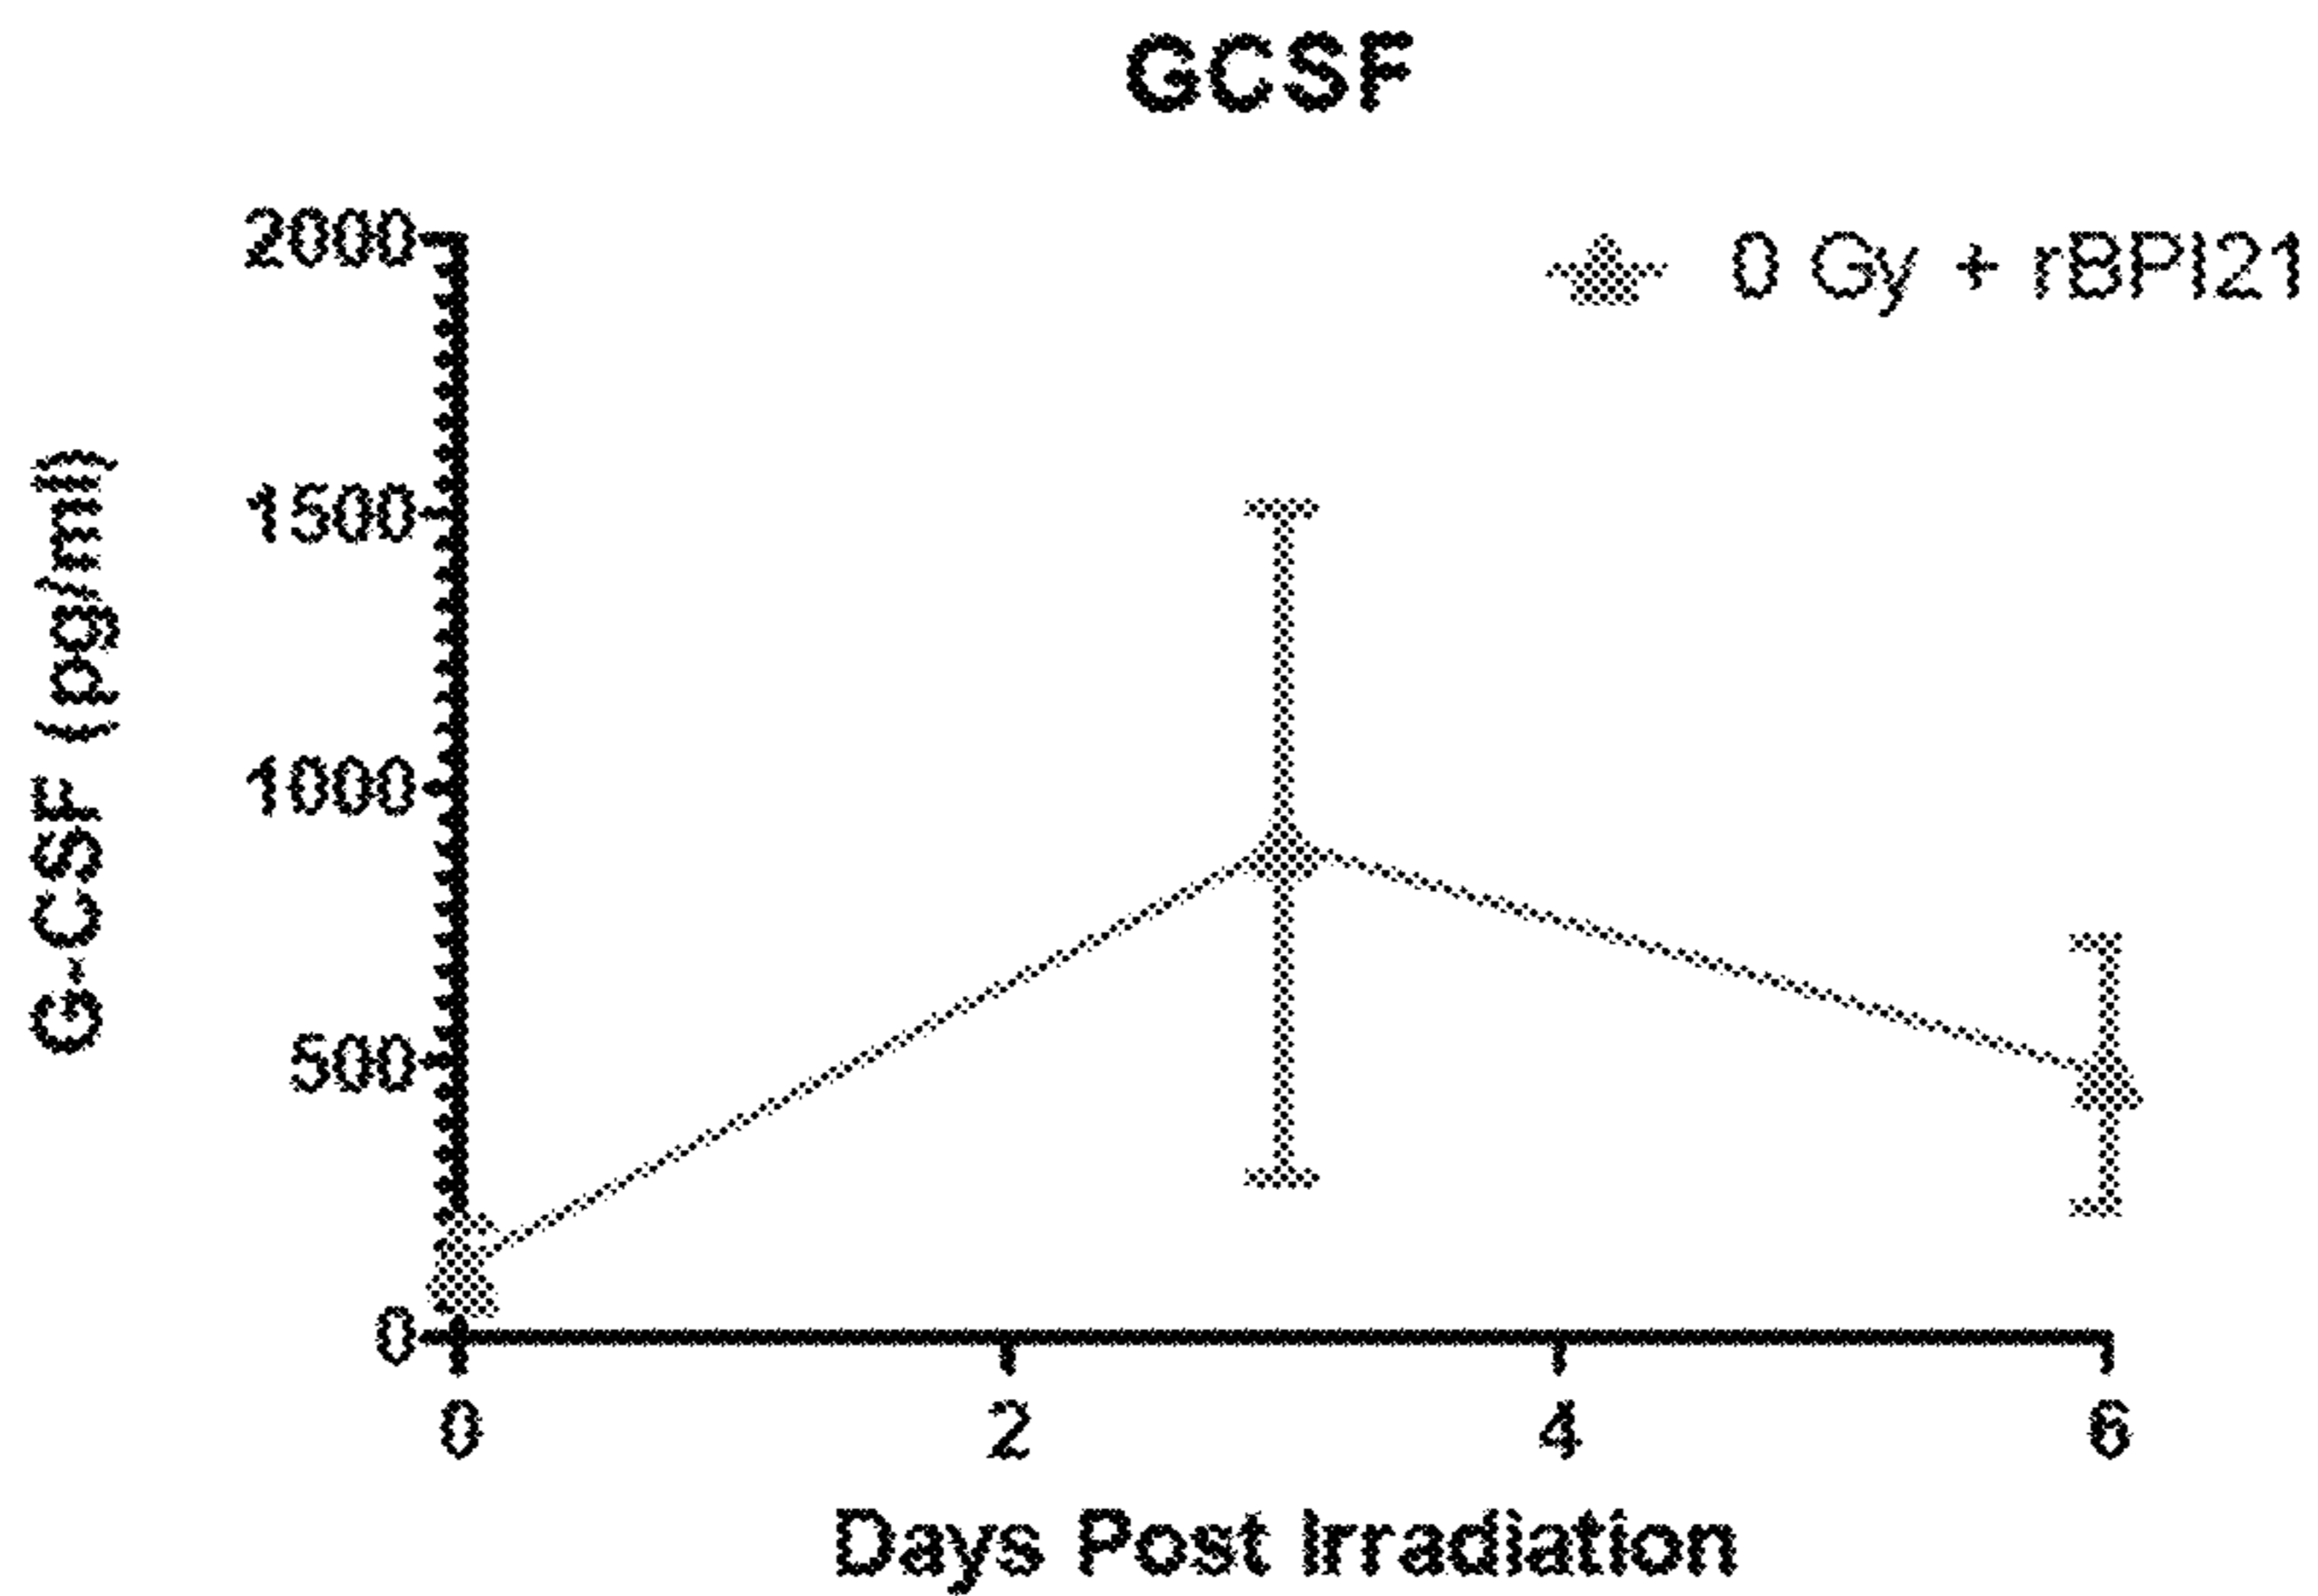 GCSF
0 Gy + rBPI21
G-CSF (pg/ml)
2000
1500
1000
500
0
0 2 4 6
Days Post Irradiation